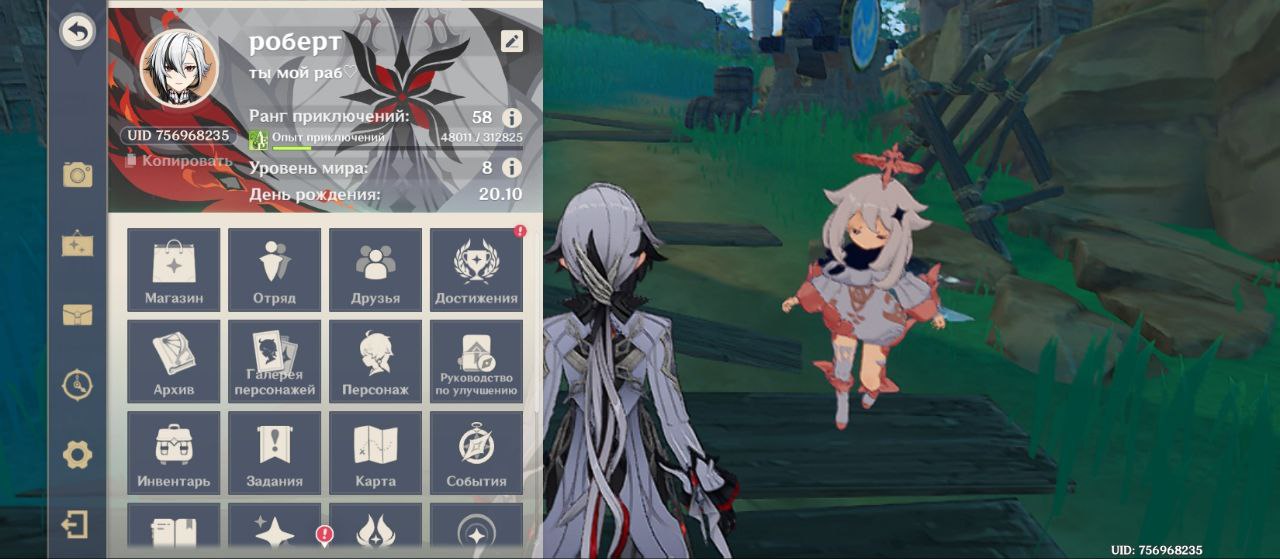 роберт
ты мой раб♡
Ранг приключений: 58
UID 756968235
Опыт приключений 48011 / 312825
Копировать
Уровень мира: 8
День рождения: 20.10
Магазин
Отряд
Друзья
Достижения
Архив
Галерея
персонажей
Персонаж
Руководство
по улучшению
Инвентарь
Задания
Карта
События
UID: 756968235